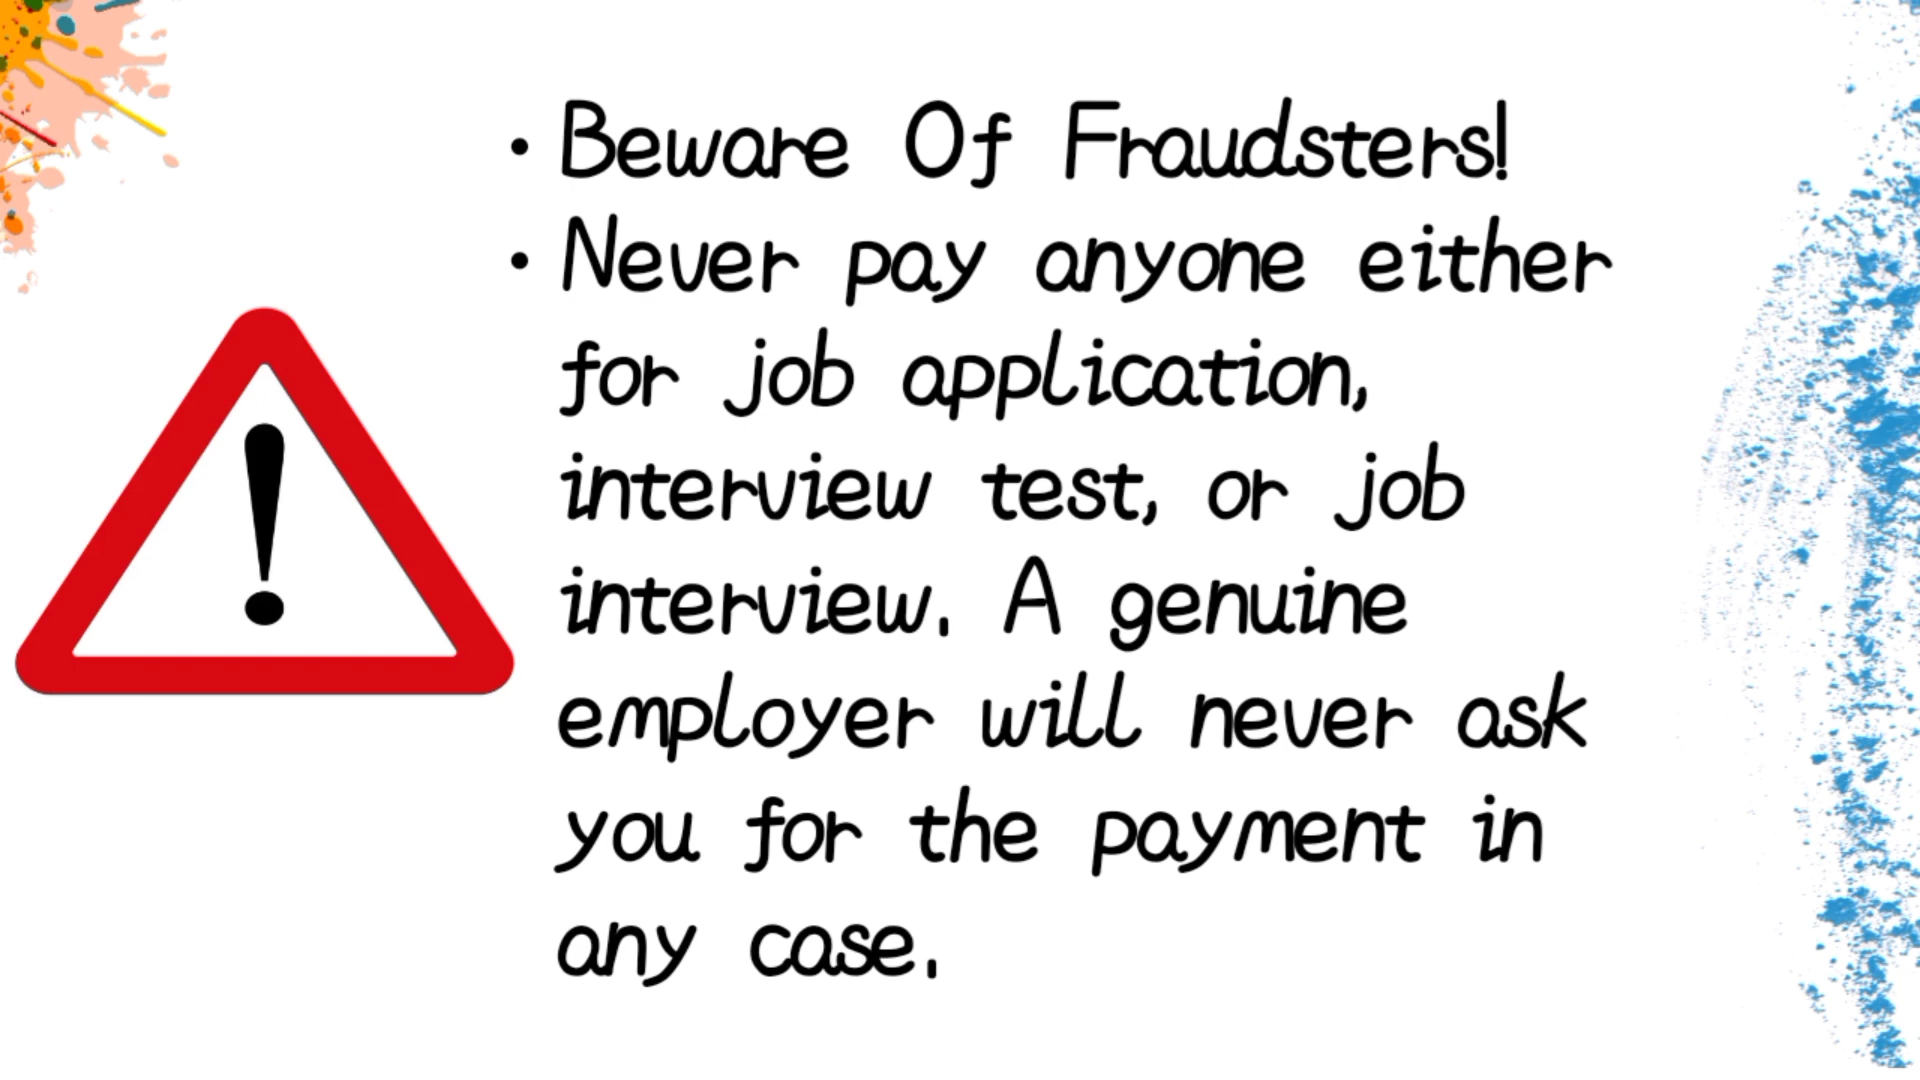 • Beware Of Fraudsters!
• Never pay anyone either
for job application,
interview test, or job
interview. A genuine
employer will never ask
you for the payment in
any case.